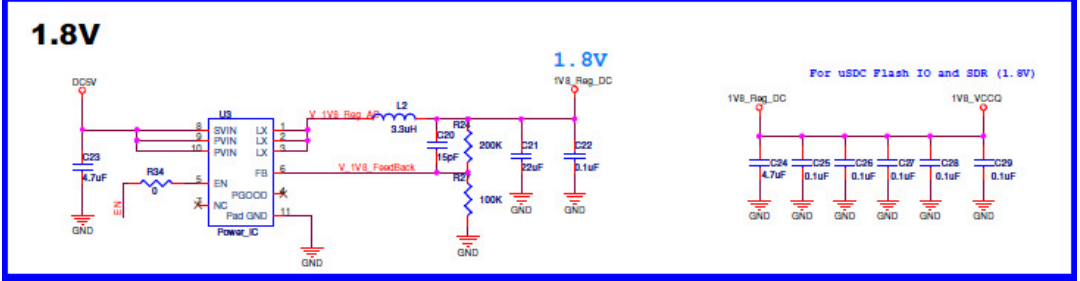 1.8V
1.8V
DC5V
1V8_Reg_DC
For uSDC Flash IO and SDR (1.8V)
1V8_Reg_DC
1V8_VCCQ
U3
V_1V8_Reg_AC
L2
3.3uH
8 SVIN LX 1
9 PVIN LX 2
10 PVIN LX 3
FB 6
V_1V8_FeedBack
5 EN
PGOOD 4
7 NC
Pad GND 11
Power_IC
C23
4.7uF
GND
R34
0
EN
GND
C20
15pF
R24
200K
R27
100K
GND
C21
22uF
GND
C22
0.1uF
GND
C24
4.7uF
GND
C25
0.1uF
GND
C26
0.1uF
GND
C27
0.1uF
GND
C28
0.1uF
GND
C29
0.1uF
GND